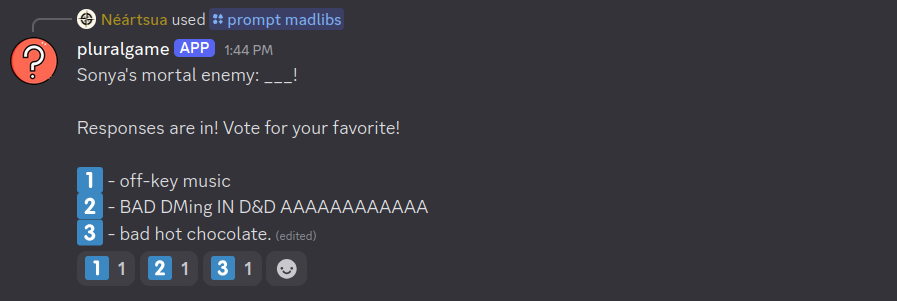 Néártsua used prompt madlibs
pluralgame APP 1:44 PM
Sonya's mortal enemy: ___!
Responses are in! Vote for your favorite!
1 - off-key music
2 - BAD DMing IN D&D AAAAAAAAAAAA
3 - bad hot chocolate. (edited)
1 1 2 1 3 1